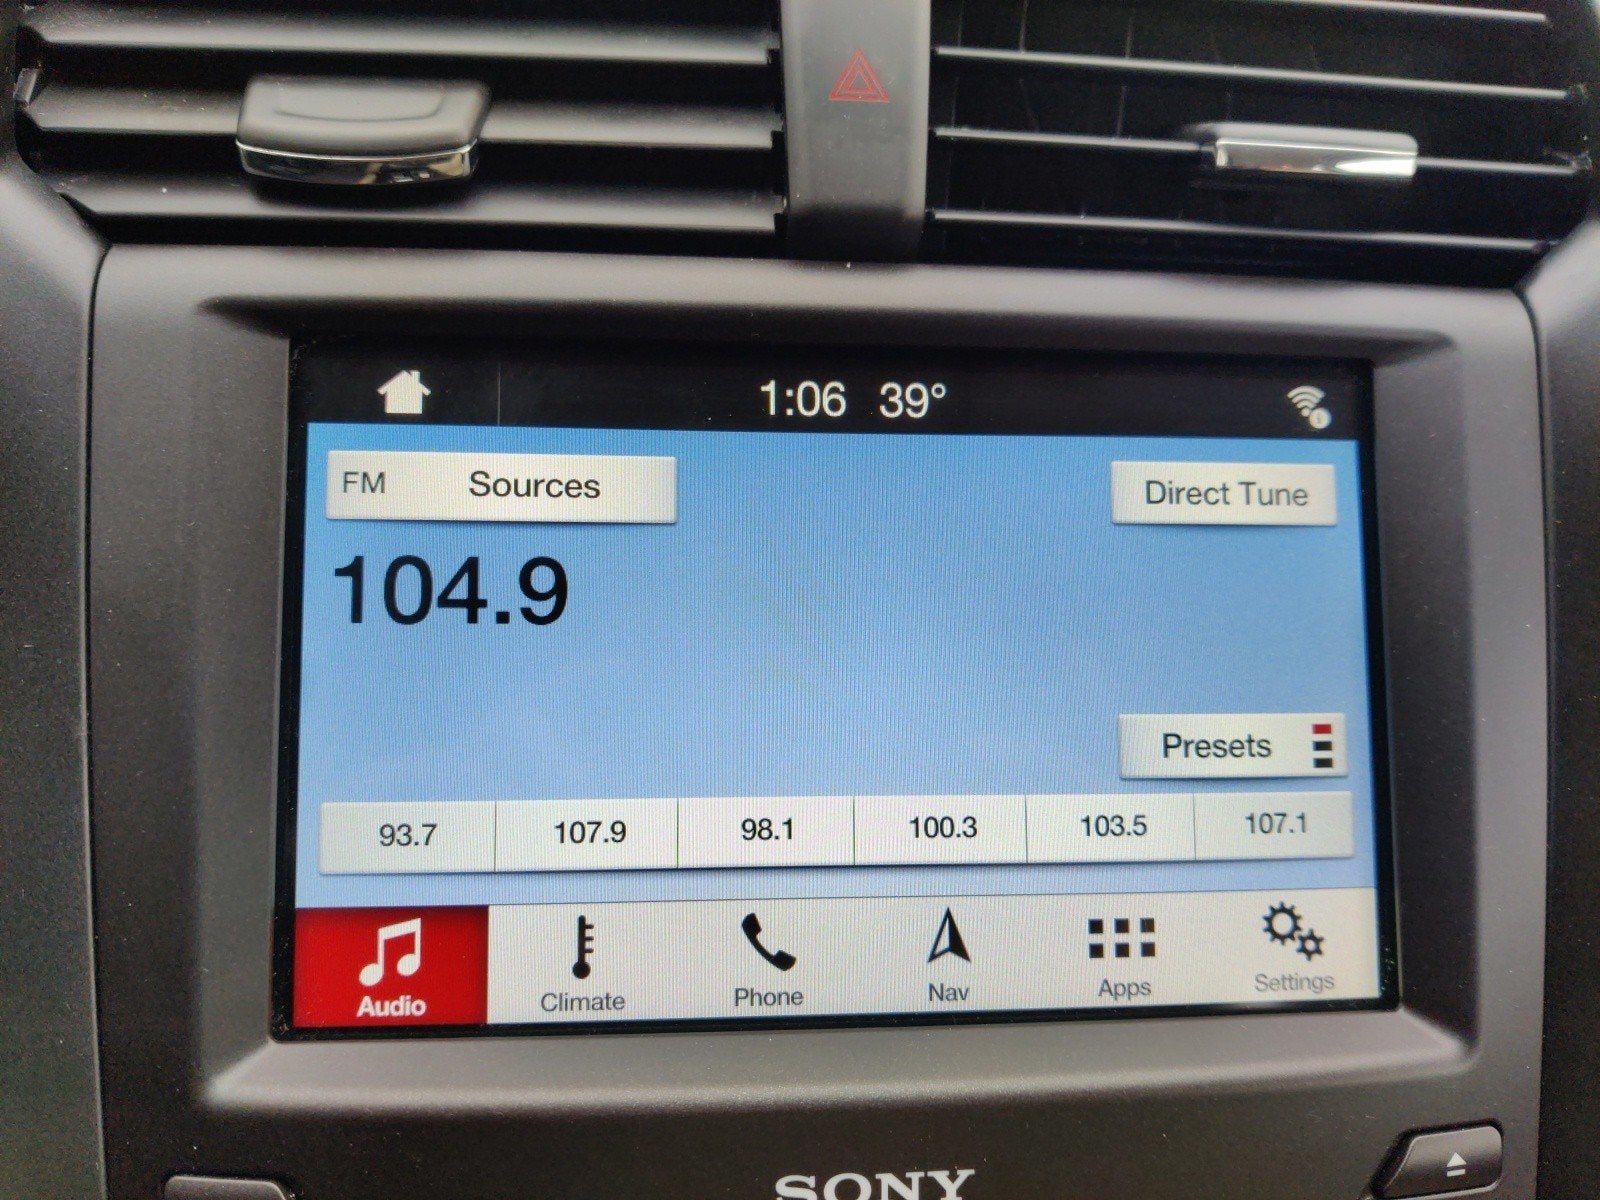 1:06 39°
FM Sources
Direct Tune
104.9
Presets
93.7 107.9 98.1 100.3 103.5 107.1
Audio Climate Phone Nav Apps Settings
SONY